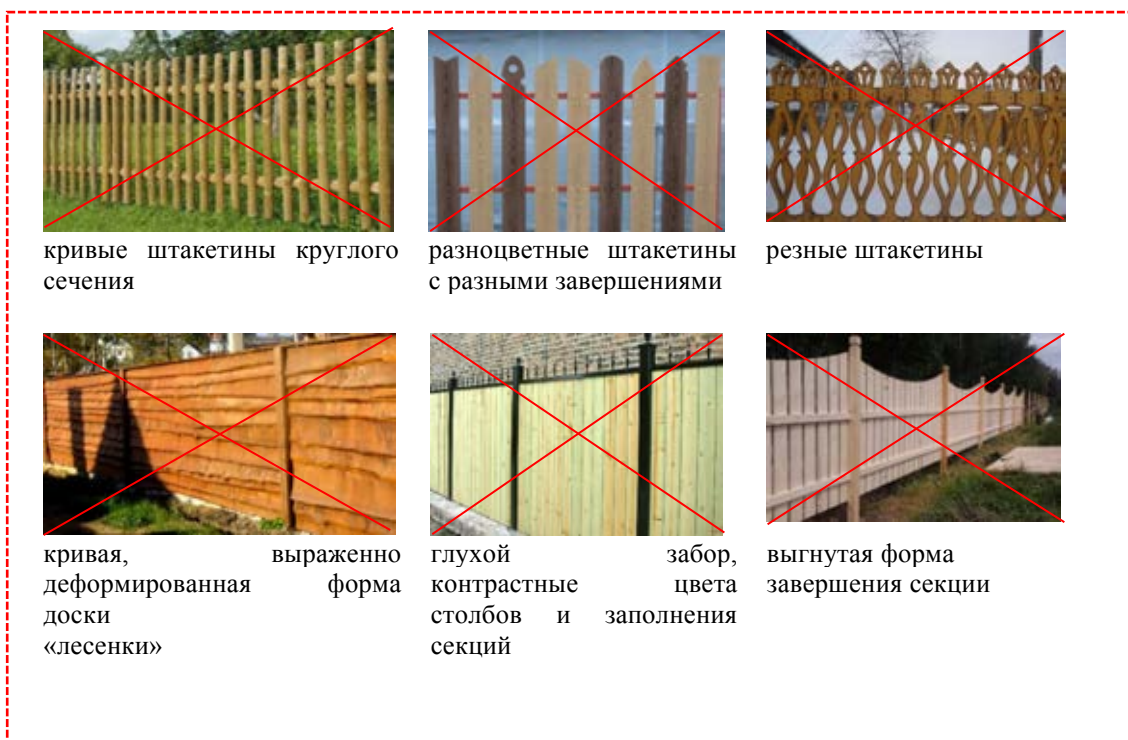 кривые штакетины круглого
сечения
разноцветные штакетины
с разными завершениями
резные штакетины
кривая, выраженно
деформированная форма
доски
«лесенки»
глухой забор,
контрастные цвета
столбов и заполнения
секций
выгнутая форма
завершения секции